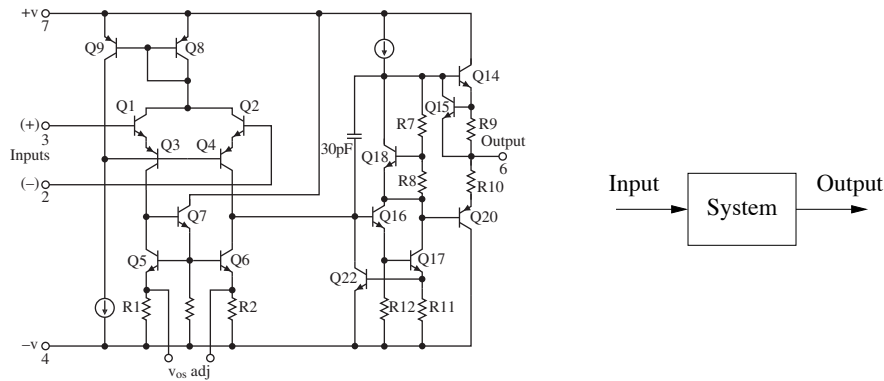 +v
7
Q9
Q8
Q14
Q1
Q2
Q15
(+)
3
R7
R9
Q3
Q4
Output
6
Inputs
30pF
Q18
(–)
2
R8
R10
Q7
Q16
Q20
Q5
Q6
Q17
Q22
R1
R2
R12
R11
–v
4
vos adj
Input
System
Output